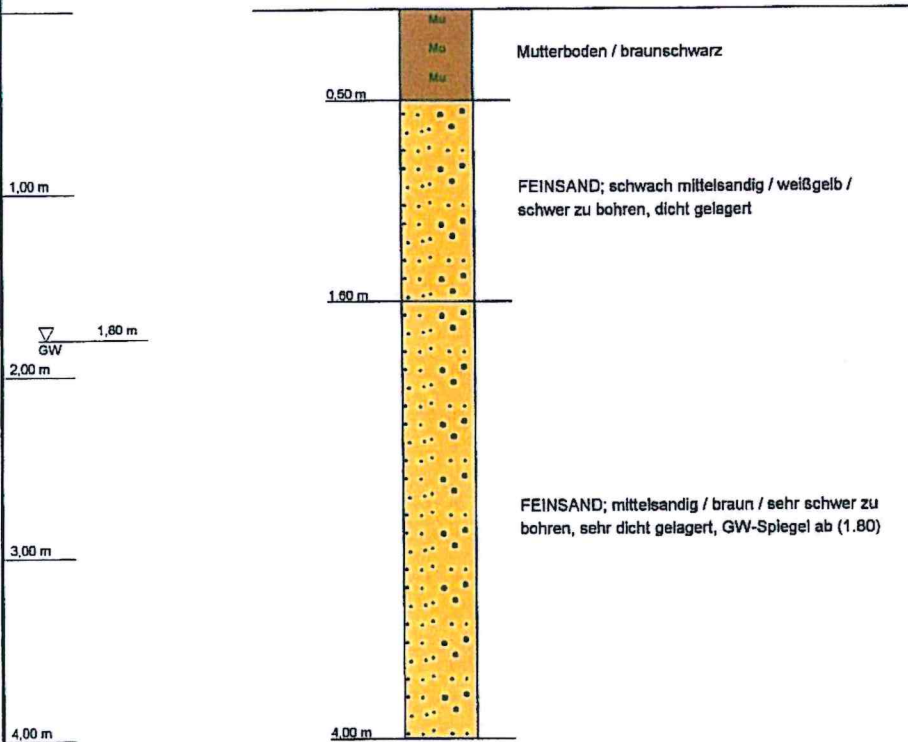 Mu
Mu
Mu
Mutterboden / braunschwarz
0,50 m
1,00 m
FEINSAND; schwach mittelsandig / weißgelb /
schwer zu bohren, dicht gelagert
1,60 m
1,80 m
GW
2,00 m
FEINSAND; mittelsandig / braun / sehr schwer zu
bohren, sehr dicht gelagert, GW-Spiegel ab (1.80)
3,00 m
4,00 m
4,00 m